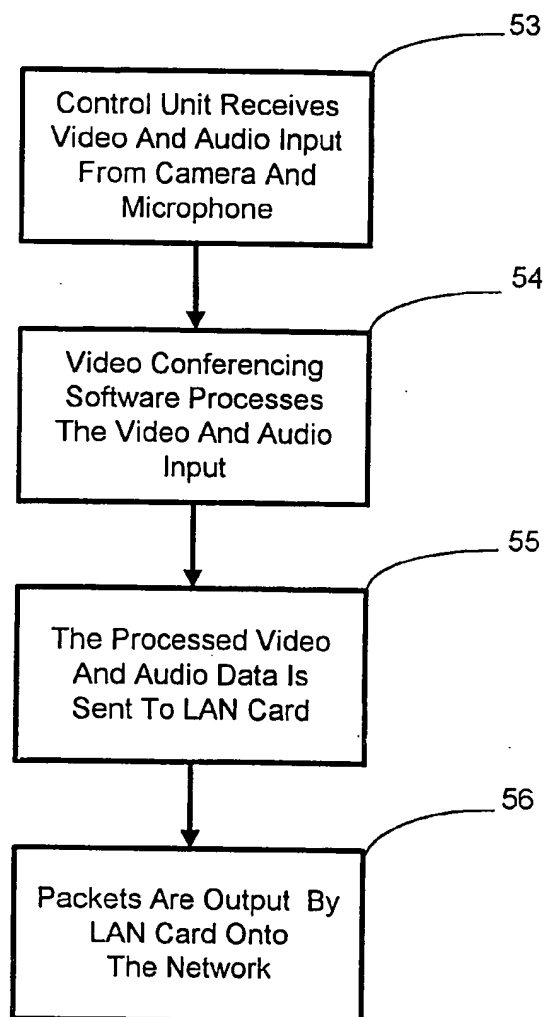 53
Control Unit Receives
Video And Audio Input
From Camera And
Microphone
54
Video Conferencing
Software Processes
The Video And Audio
Input
55
The Processed Video
And Audio Data Is
Sent To LAN Card
56
Packets Are Output By
LAN Card Onto
The Network